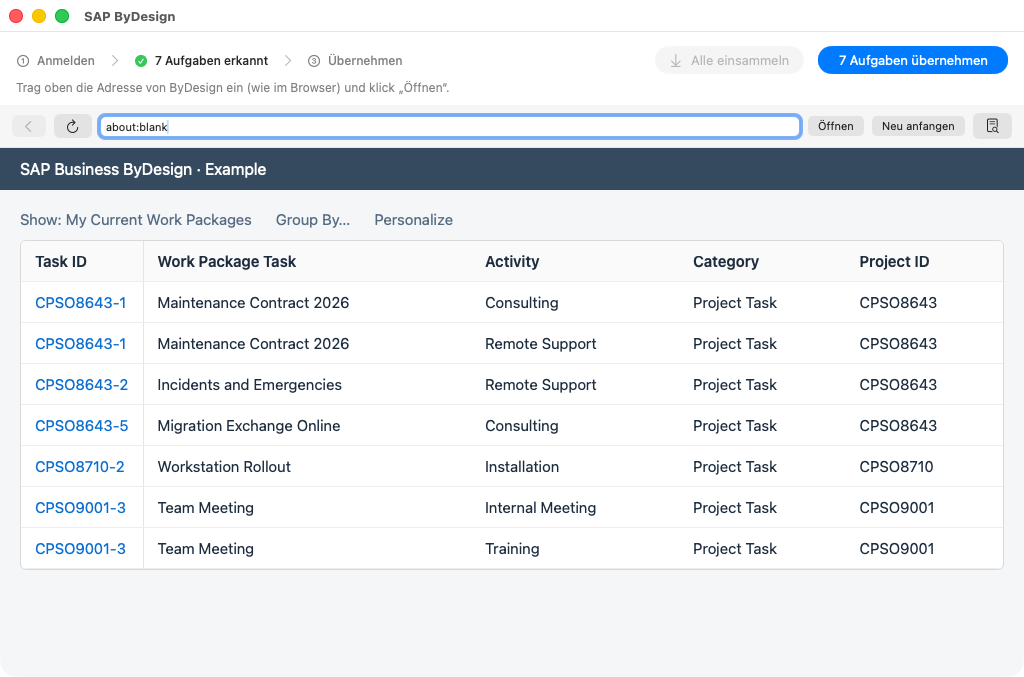 SAP ByDesign
1 Anmelden 7 Aufgaben erkannt 3 Übernehmen Alle einsammeln 7 Aufgaben übernehmen
Trag oben die Adresse von ByDesign ein (wie im Browser) und klick „Öffnen“.
about:blank Öffnen Neu anfangen
SAP Business ByDesign · Example
Show: My Current Work Packages Group By... Personalize
Task ID Work Package Task Activity Category Project ID
CPSO8643-1 Maintenance Contract 2026 Consulting Project Task CPSO8643
CPSO8643-1 Maintenance Contract 2026 Remote Support Project Task CPSO8643
CPSO8643-2 Incidents and Emergencies Remote Support Project Task CPSO8643
CPSO8643-5 Migration Exchange Online Consulting Project Task CPSO8643
CPSO8710-2 Workstation Rollout Installation Project Task CPSO8710
CPSO9001-3 Team Meeting Internal Meeting Project Task CPSO9001
CPSO9001-3 Team Meeting Training Project Task CPSO9001